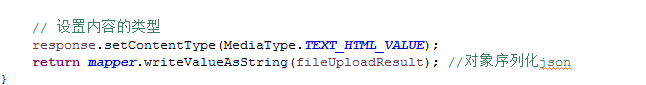 // 设置内容的类型
response.setContentType(MediaType.TEXT_HTML_VALUE);
return mapper.writeValueAsString(fileUploadResult); //对象序列化json
}